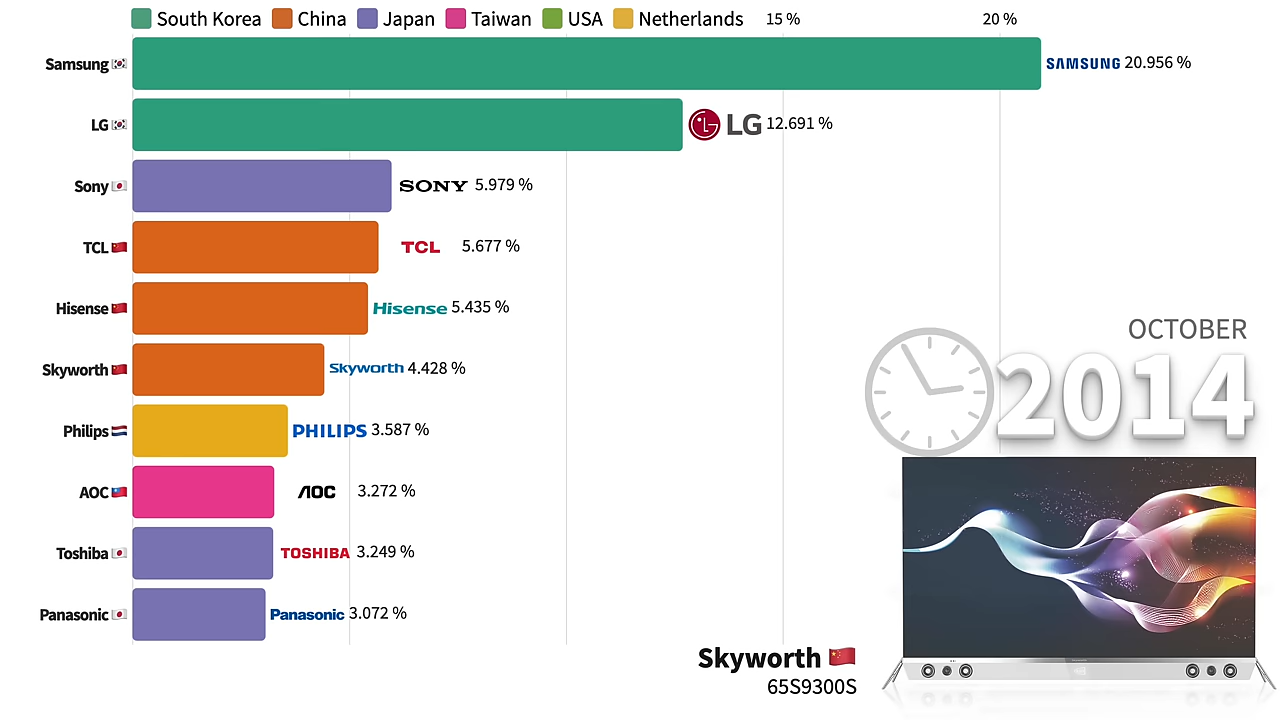 South Korea China Japan Taiwan USA Netherlands 15 % 20 %
Samsung SAMSUNG 20.956 %
LG LG 12.691 %
Sony SONY 5.979 %
TCL TCL 5.677 %
Hisense Hisense 5.435 %
Skyworth Skyworth 4.428 %
Philips PHILIPS 3.587 %
AOC AOC 3.272 %
Toshiba TOSHIBA 3.249 %
Panasonic Panasonic 3.072 %
OCTOBER
2014
Skyworth
65S9300S